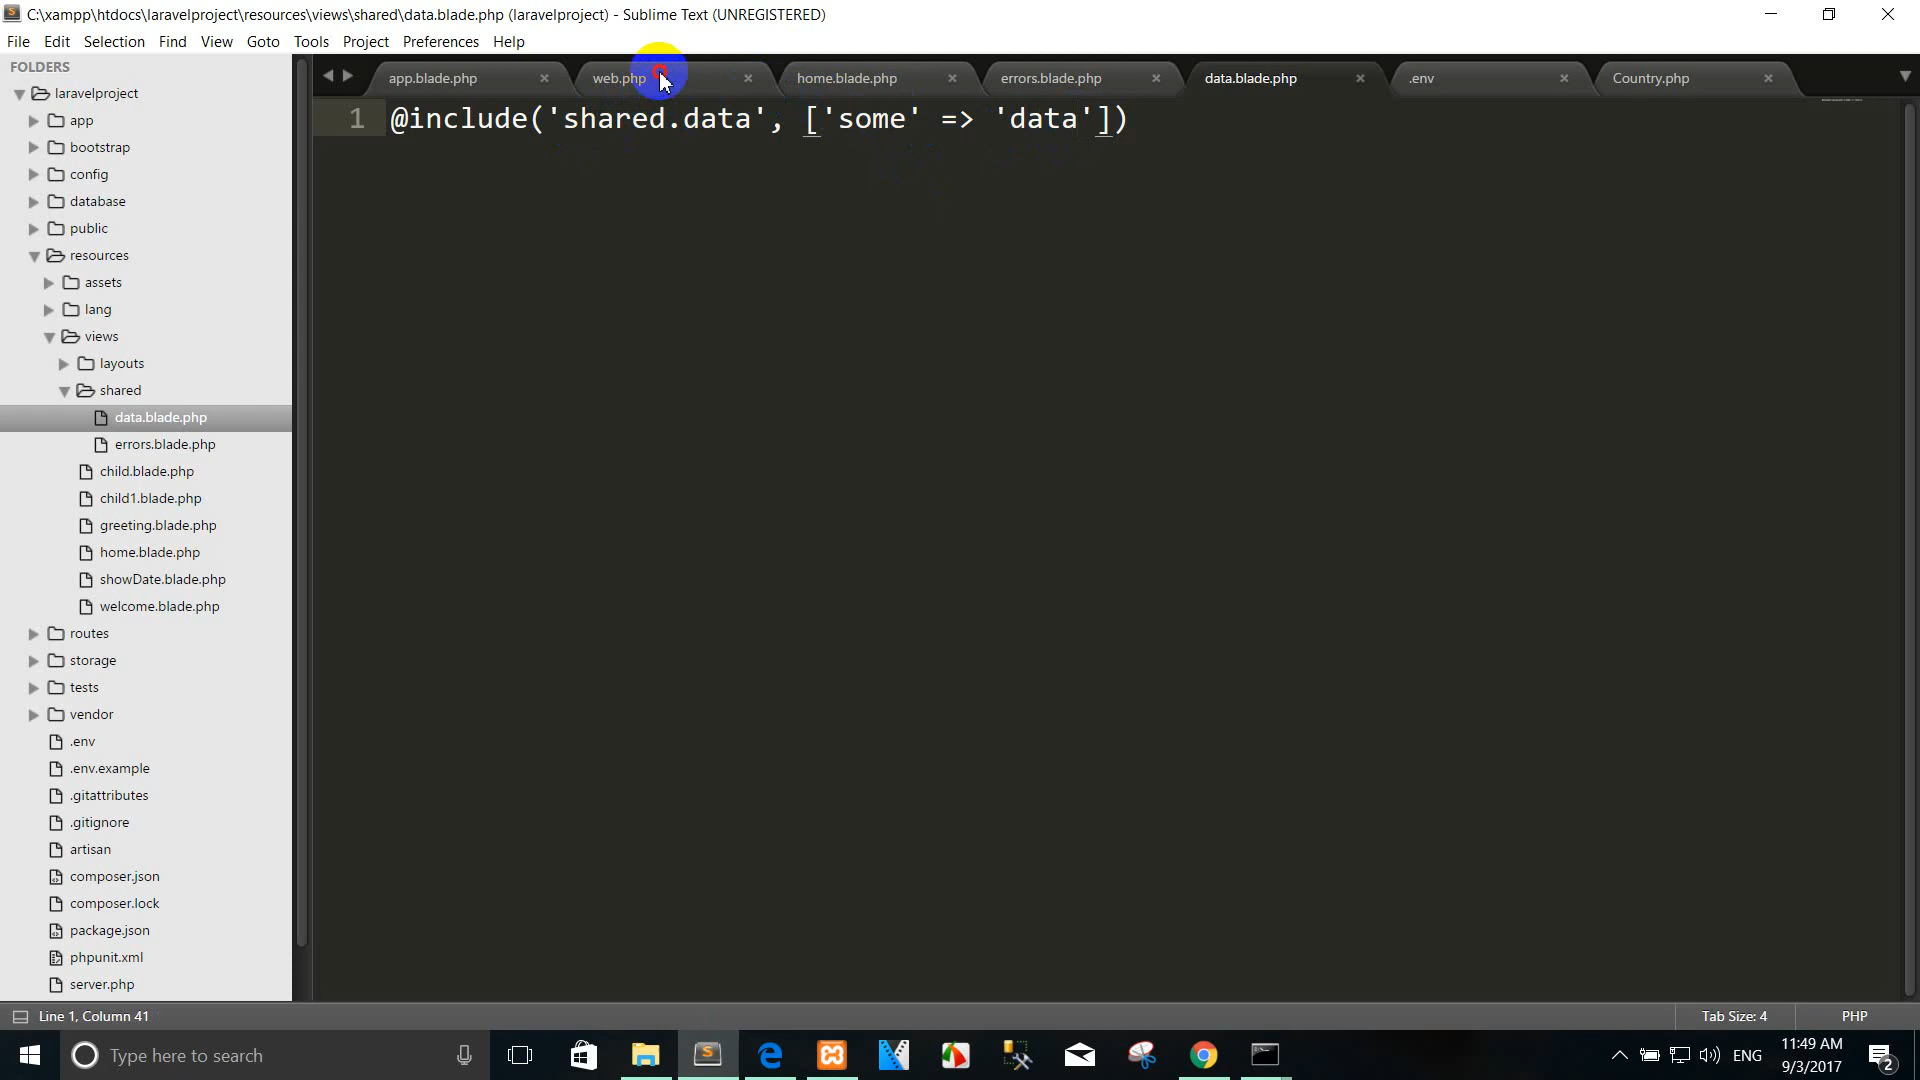 C:\xampp\htdocs\laravelproject\resources\views\shared\data.blade.php (laravelproject) - Sublime Text (UNREGISTERED)
File Edit Selection Find View Goto Tools Project Preferences Help
FOLDERS
laravelproject
app
bootstrap
config
database
public
resources
assets
lang
views
layouts
shared
data.blade.php
errors.blade.php
child.blade.php
child1.blade.php
greeting.blade.php
home.blade.php
showDate.blade.php
welcome.blade.php
routes
storage
tests
vendor
.env
.env.example
.gitattributes
.gitignore
artisan
composer.json
composer.lock
package.json
phpunit.xml
server.php
app.blade.php web.php home.blade.php errors.blade.php data.blade.php .env Country.php
1 @include('shared.data', ['some' => 'data'])
Line 1, Column 41 Tab Size: 4 PHP
Type here to search ENG 11:49 AM
9/3/2017 2